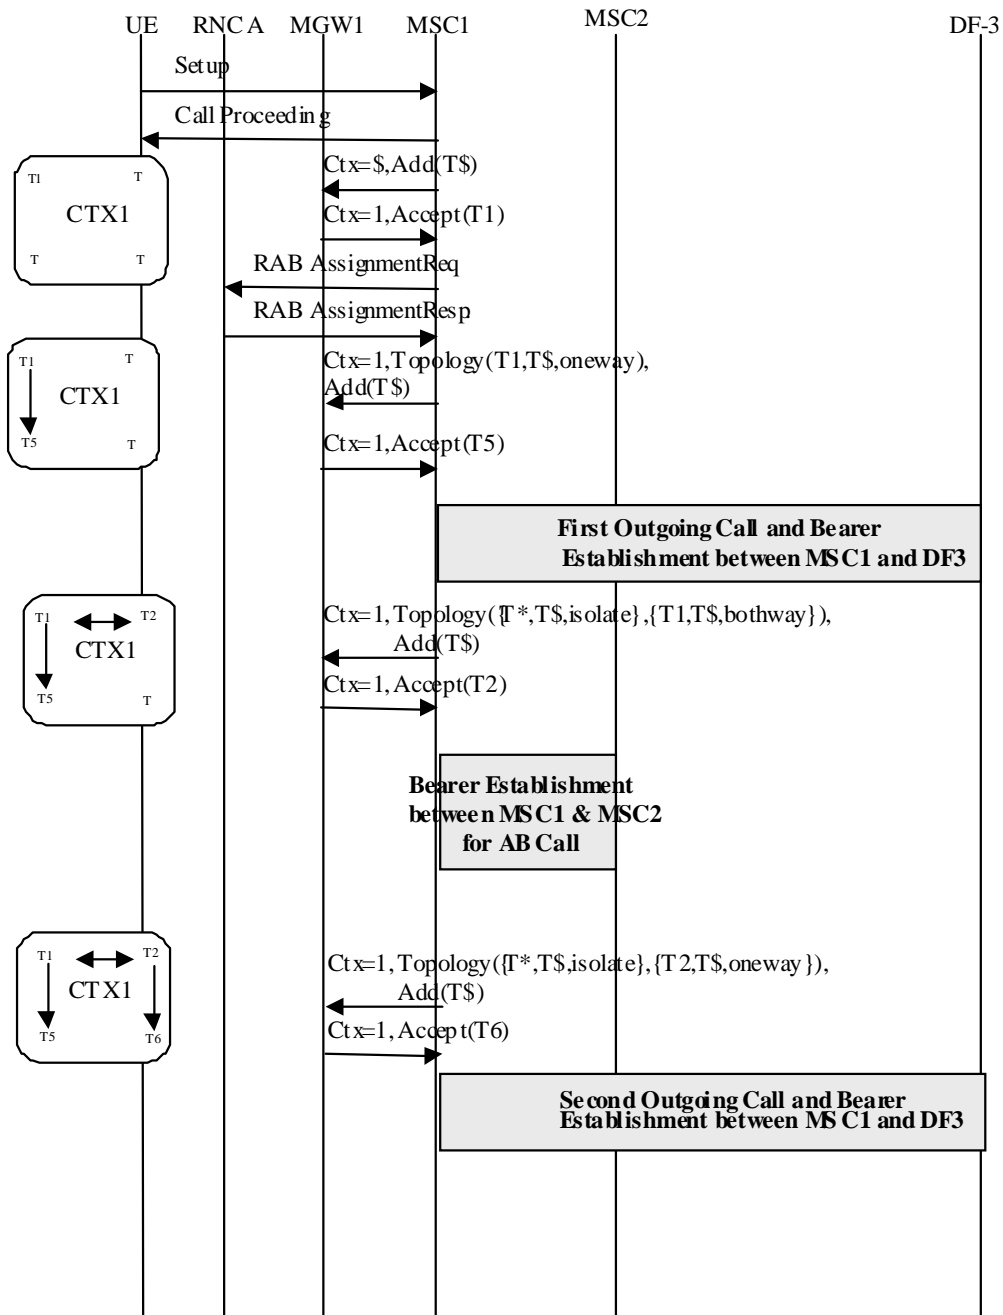 UE RNC A MGW1 MSC1 MSC2 DF-3
Setup
Call Proceeding
Ctx=$,Add(T$)
T1 T
CTX1
T T
Ctx=1,Accept(T1)
RAB AssignmentReq
RAB AssignmentResp
Ctx=1,Topology(T1,T$,oneway),
Add(T$)
T1 T
CTX1
T5 T
Ctx=1,Accept(T5)
First Outgoing Call and Bearer
Establishment between MSC1 and DF3
Ctx=1,Topology({T*,T$,isolate},{T1,T$,bothway}),
Add(T$)
T1 T2
CTX1
T5 T
Ctx=1,Accept(T2)
Bearer Establishment
between MSC1 & MSC2
for AB Call
T1 T2
CTX1
T5 T6
Ctx=1,Topology({T*,T$,isolate},{T2,T$,oneway}),
Add(T$)
Ctx=1,Accept(T6)
Second Outgoing Call and Bearer
Establishment between MSC1 and DF3